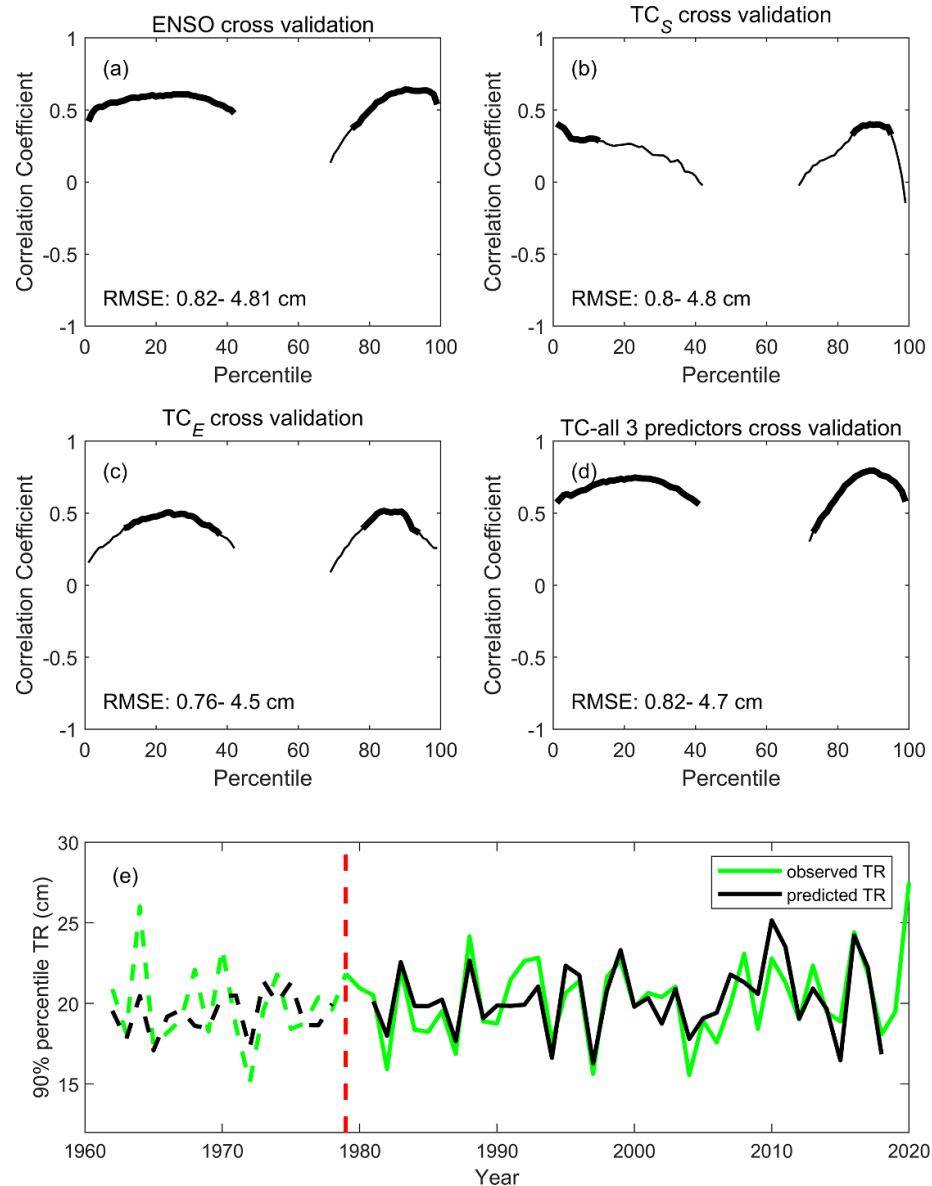 ENSO cross validation
(a)
Correlation Coefficient
1
0.5
0
-0.5
-1
RMSE: 0.82- 4.81 cm
0 20 40 60 80 100
Percentile
TC_S cross validation
(b)
Correlation Coefficient
1
0.5
0
-0.5
-1
RMSE: 0.8- 4.8 cm
0 20 40 60 80 100
Percentile
TC_E cross validation
(c)
Correlation Coefficient
1
0.5
0
-0.5
-1
RMSE: 0.76- 4.5 cm
0 20 40 60 80 100
Percentile
TC-all 3 predictors cross validation
(d)
Correlation Coefficient
1
0.5
0
-0.5
-1
RMSE: 0.82- 4.7 cm
0 20 40 60 80 100
Percentile
(e)
90% percentile TR (cm)
30
25
20
15
observed TR
predicted TR
1960 1970 1980 1990 2000 2010 2020
Year